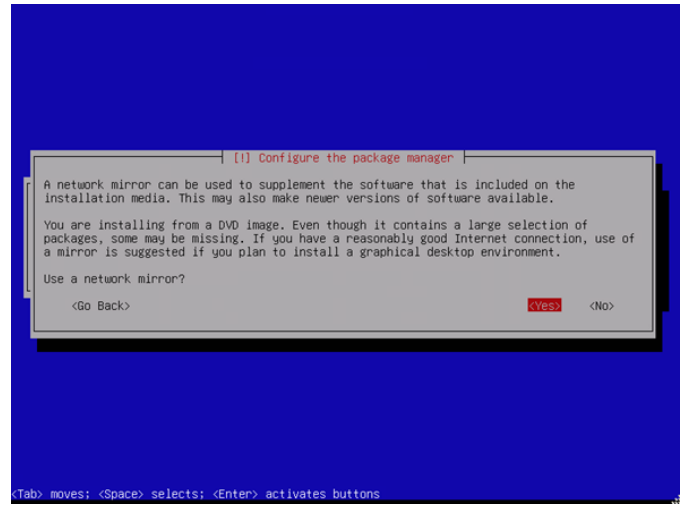 [!] Configure the package manager
A network mirror can be used to supplement the software that is included on the
installation media. This may also make newer versions of software available.
You are installing from a DVD image. Even though it contains a large selection of
packages, some may be missing. If you have a reasonably good Internet connection, use of
a mirror is suggested if you plan to install a graphical desktop environment.
Use a network mirror?
<Go Back> <Yes> <No>
<Tab> moves; <Space> selects; <Enter> activates buttons